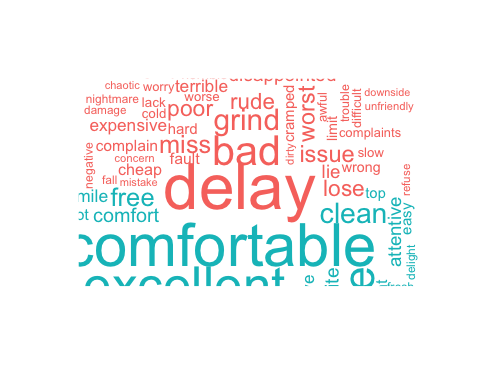 disappointed
chaotic
worry
terrible
nightmare
lack
worse
damage
cold
poor
rude
cramped
worst
awful
trouble
difficult
downside
unfriendly
expensive
hard
grind
limit
complaints
negative
complain
miss
bad
issue
slow
concern
fault
dirty
lie
wrong
cheap
fall
mistake
delay
lose
top
refuse
free
comfort
clean
attentive
easy
comfortable
delight
excellent
fresh